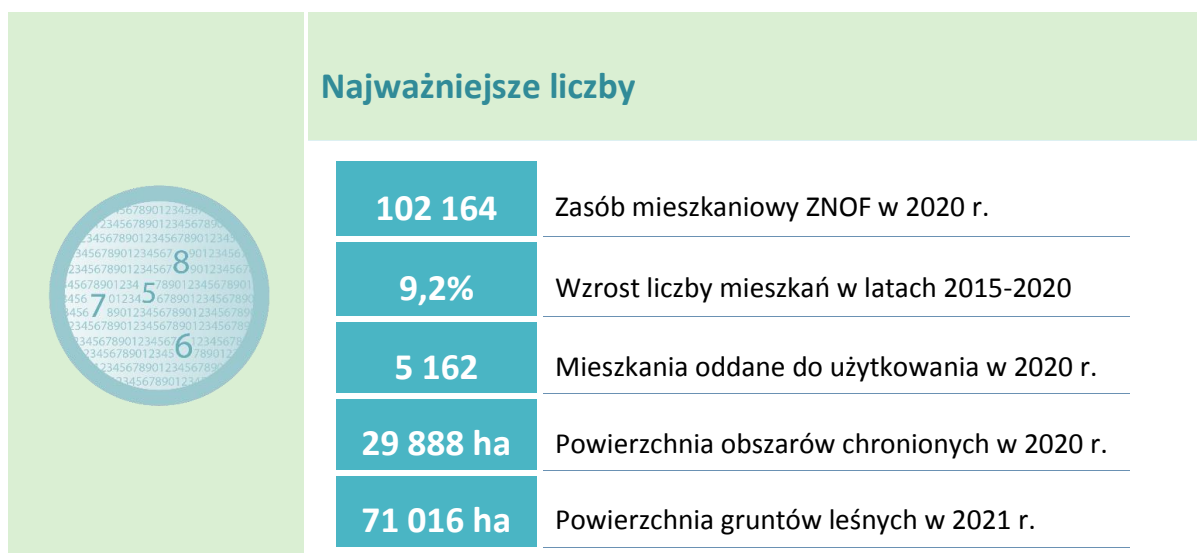 Najważniejsze liczby
102 164 Zasób mieszkaniowy ZNOF w 2020 r.
9,2% Wzrost liczby mieszkań w latach 2015-2020
5 162 Mieszkania oddane do użytkowania w 2020 r.
29 888 ha Powierzchnia obszarów chronionych w 2020 r.
71 016 ha Powierzchnia gruntów leśnych w 2021 r.